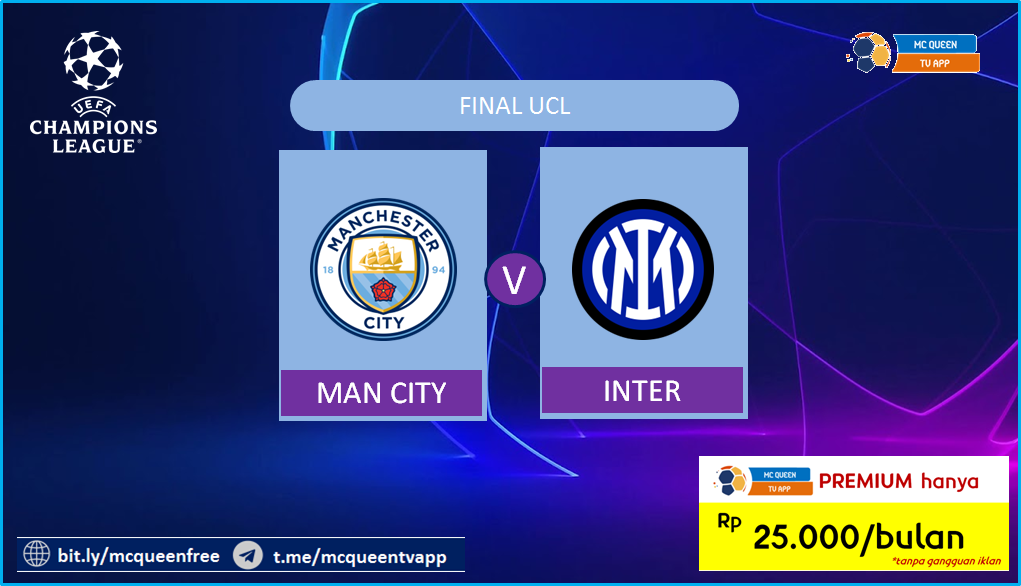 UEFA
CHAMPIONS
LEAGUE®
MC QUEEN
TV APP
FINAL UCL
MANCHESTER
18 94
CITY
V
IM
MAN CITY
INTER
MC QUEEN
TV APP
PREMIUM hanya
Rp 25.000/bulan
*tanpa gangguan iklan
bit.ly/mcqueenfree
t.me/mcqueentvapp